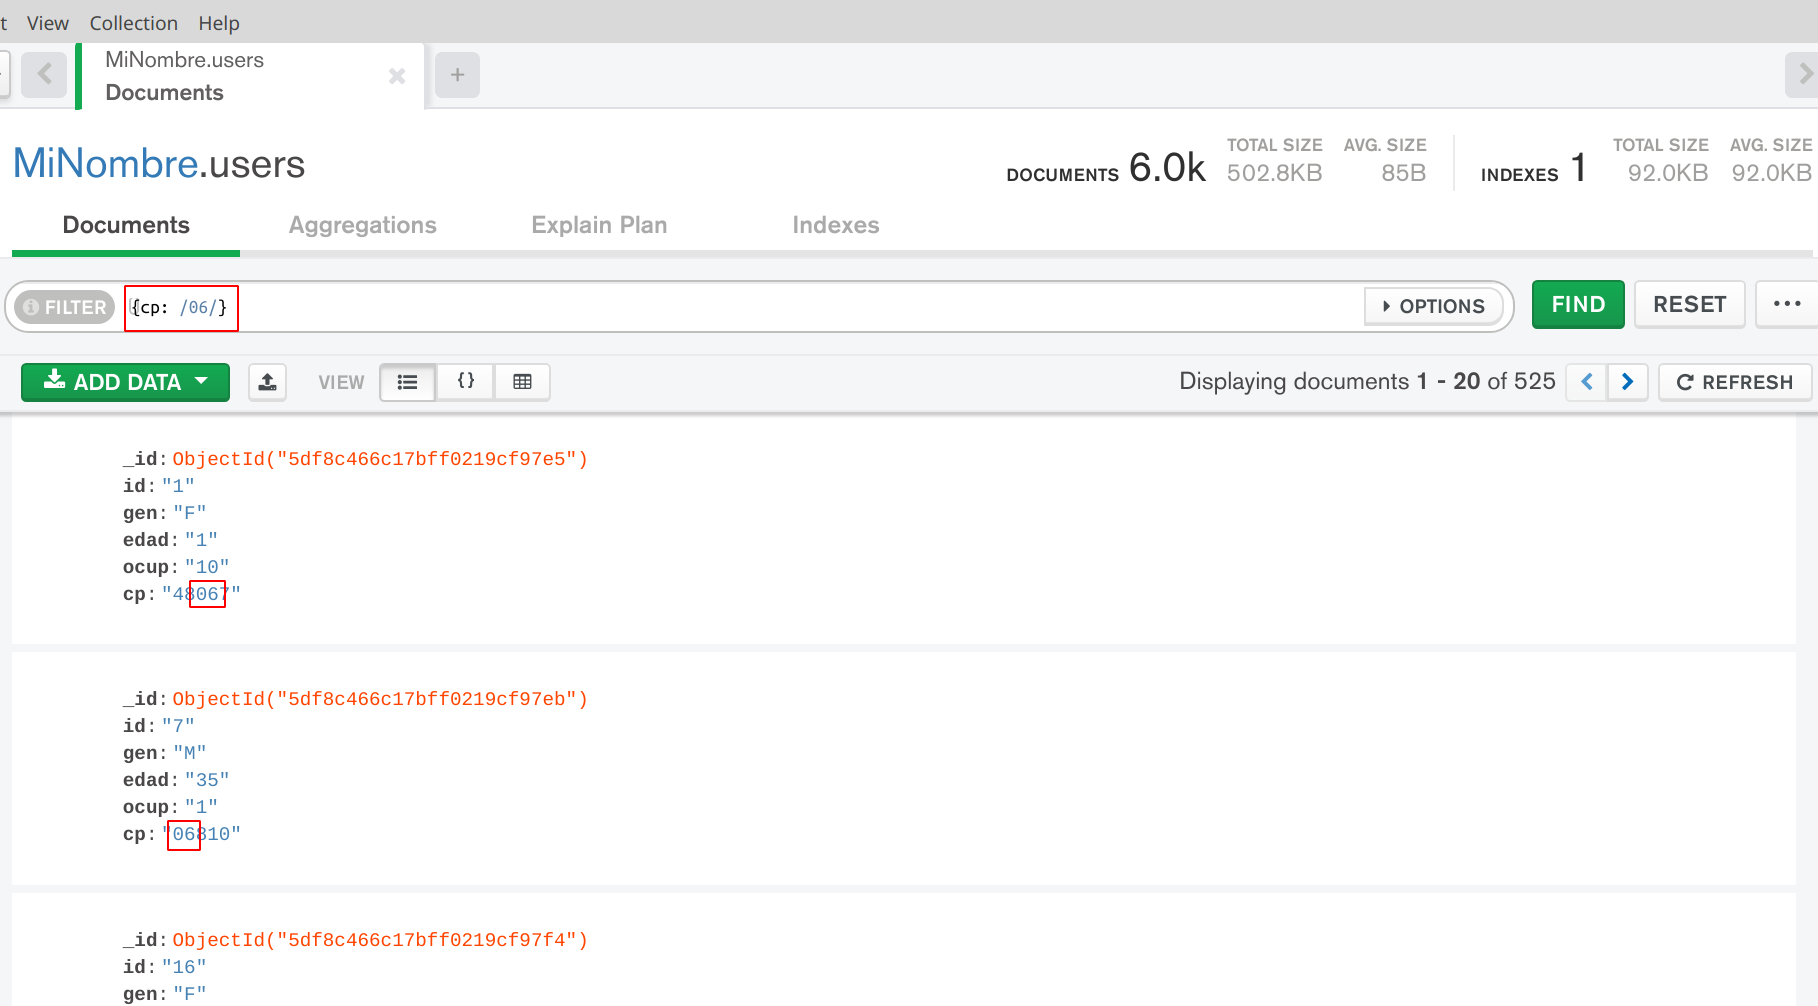 t View Collection Help
MiNombre.users
Documents
MiNombre.users
DOCUMENTS 6.0k TOTAL SIZE 502.8KB AVG. SIZE 85B INDEXES 1 TOTAL SIZE 92.0KB AVG. SIZE 92.0KB
Documents Aggregations Explain Plan Indexes
FILTER {cp: /06/} OPTIONS FIND RESET ...
ADD DATA VIEW {} Displaying documents 1 - 20 of 525 REFRESH
_id: ObjectId("5df8c466c17bff0219cf97e5")
id: "1"
gen: "F"
edad: "1"
ocup: "10"
cp: "48067"
_id: ObjectId("5df8c466c17bff0219cf97eb")
id: "7"
gen: "M"
edad: "35"
ocup: "1"
cp: "06810"
_id: ObjectId("5df8c466c17bff0219cf97f4")
id: "16"
gen: "F"